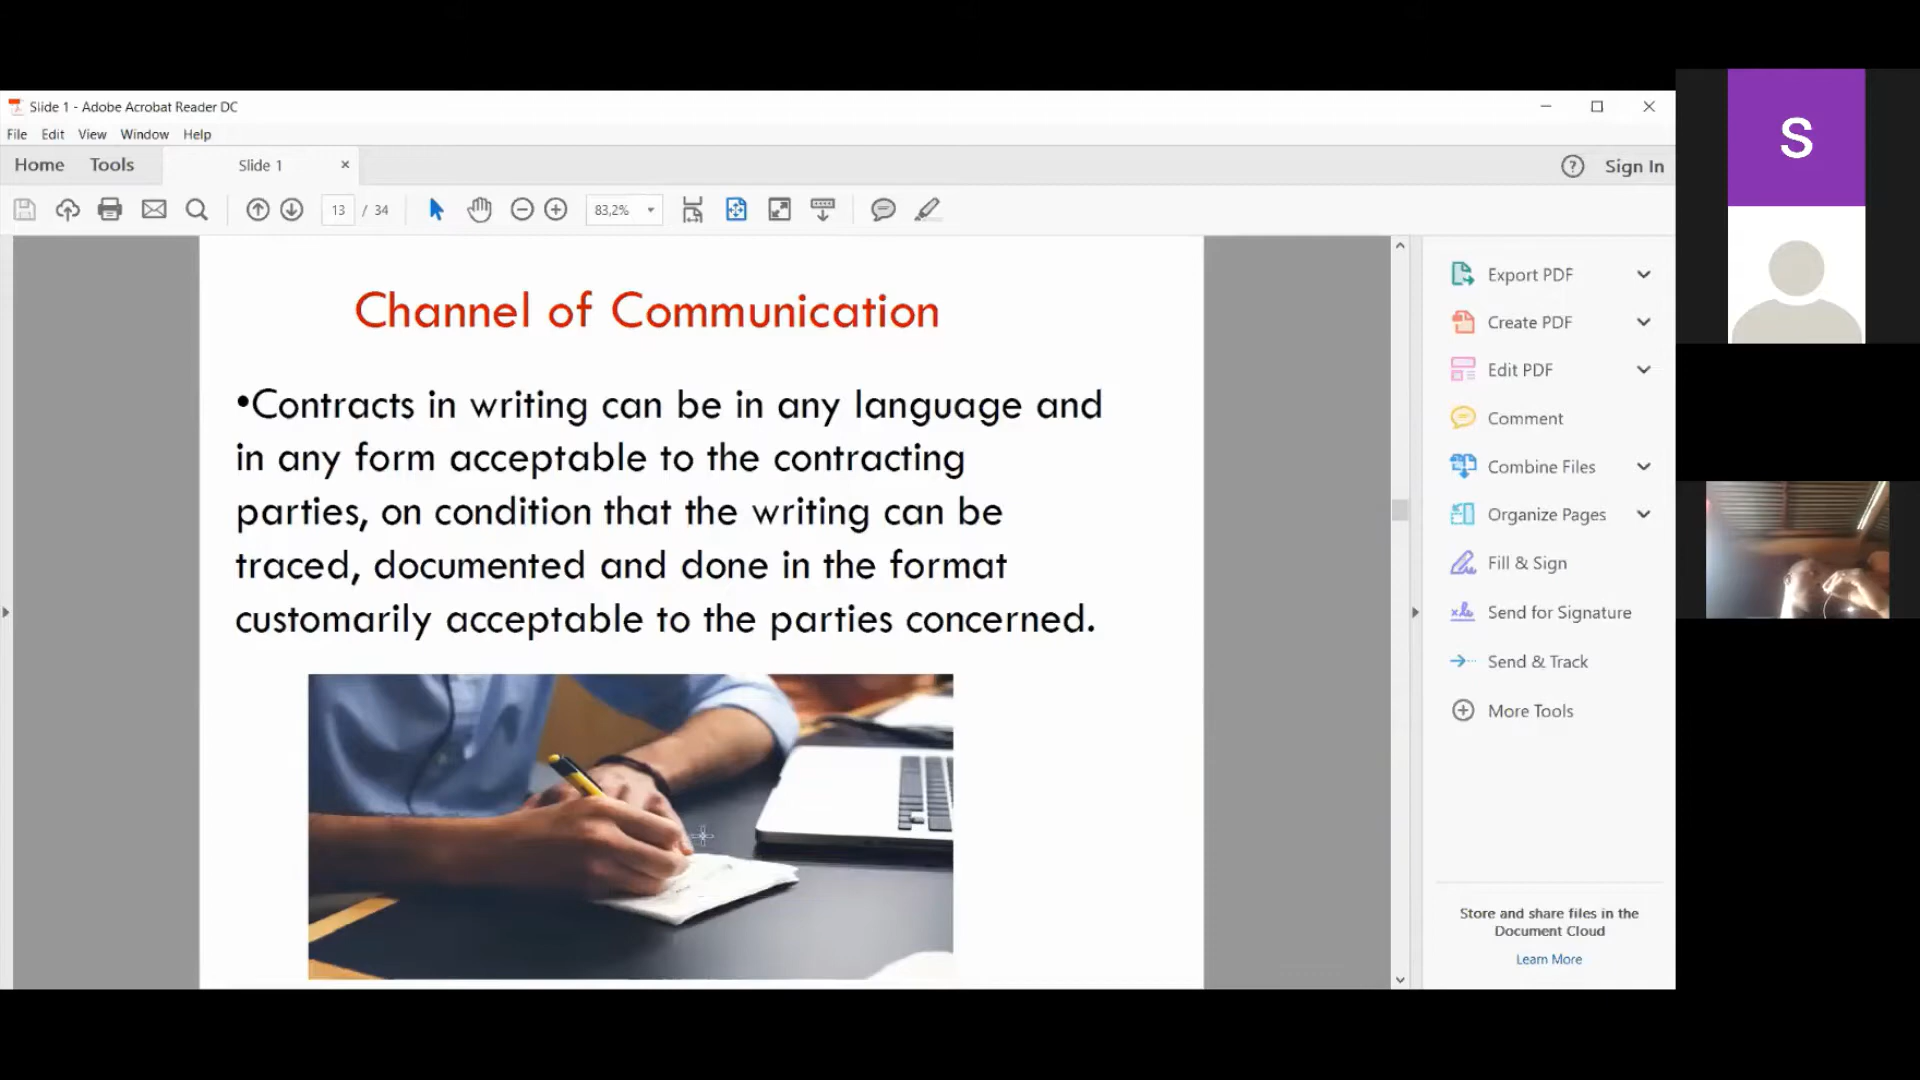 Slide 1 - Adobe Acrobat Reader DC
File Edit View Window Help
Home Tools Slide 1 Sign In
13 / 34 83,2%
Channel of Communication
•Contracts in writing can be in any language and
in any form acceptable to the contracting
parties, on condition that the writing can be
traced, documented and done in the format
customarily acceptable to the parties concerned.
Export PDF
Create PDF
Edit PDF
Comment
Combine Files
Organize Pages
Fill & Sign
Send for Signature
Send & Track
More Tools
Store and share files in the
Document Cloud
Learn More
S